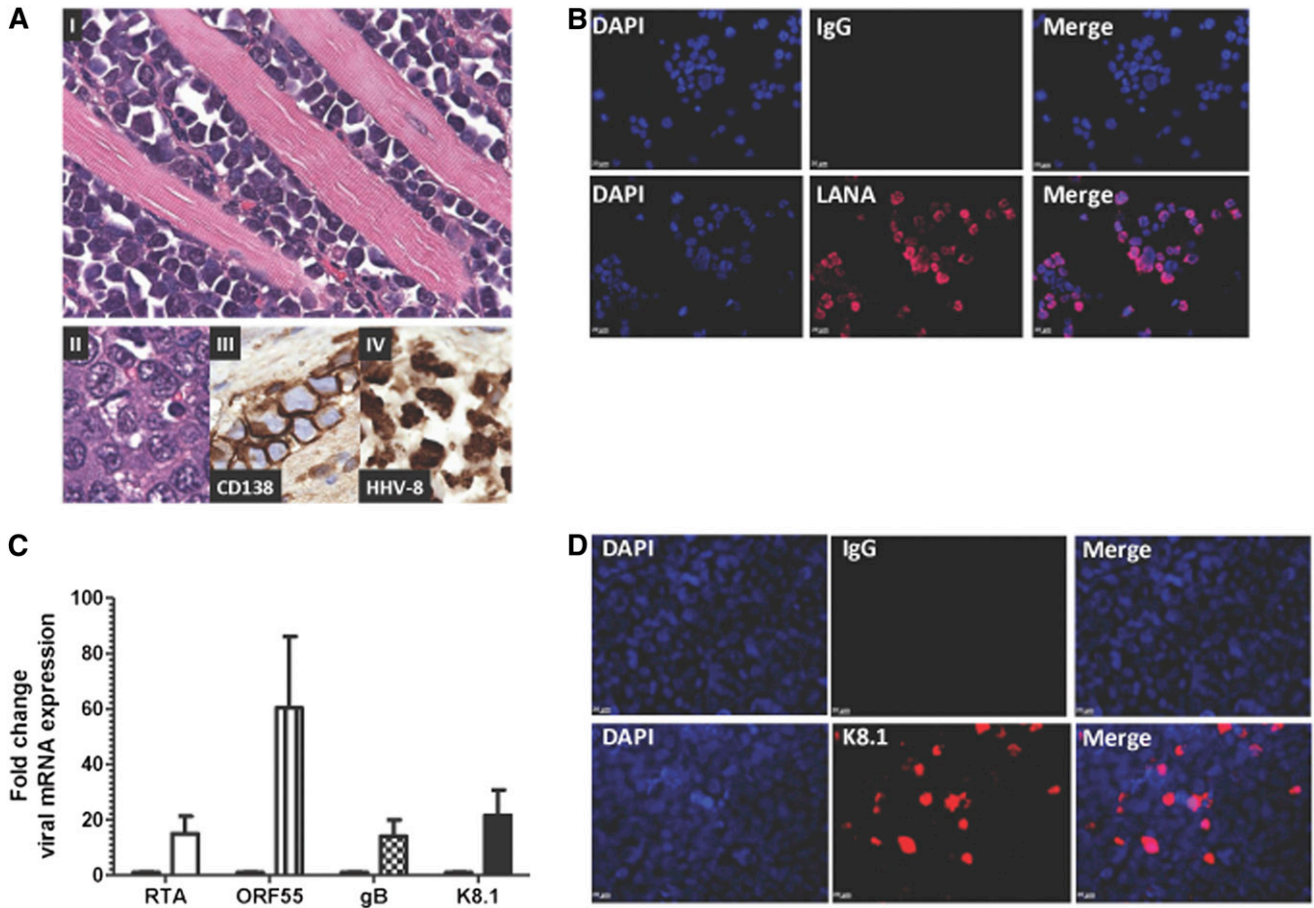 A
I
II
III
CD138
IV
HHV-8
B
DAPI
IgG
Merge
DAPI
LANA
Merge
C
Fold change
viral mRNA expression
100
80
60
40
20
0
RTA
ORF55
gB
K8.1
D
DAPI
IgG
Merge
DAPI
K8.1
Merge